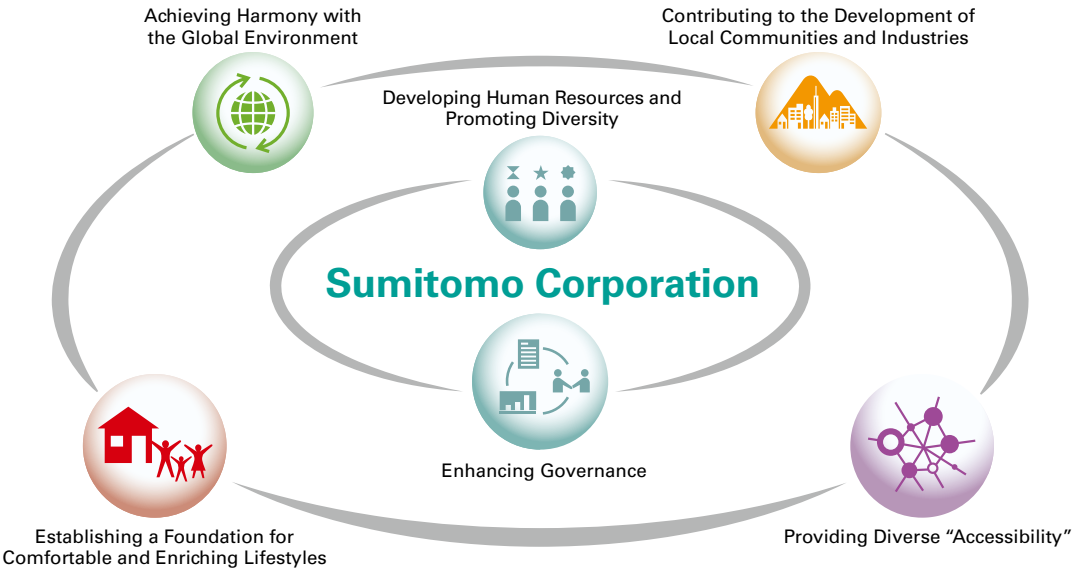 Achieving Harmony with
the Global Environment
Contributing to the Development of
Local Communities and Industries
Developing Human Resources and
Promoting Diversity
Sumitomo Corporation
Enhancing Governance
Establishing a Foundation for
Comfortable and Enriching Lifestyles
Providing Diverse “Accessibility”